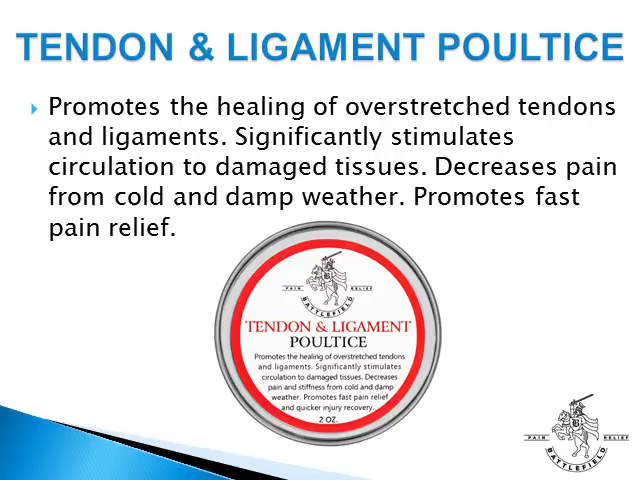 TENDON & LIGAMENT POULTICE
Promotes the healing of overstretched tendons
and ligaments. Significantly stimulates
circulation to damaged tissues. Decreases pain
from cold and damp weather. Promotes fast
pain relief.
PAIN RELIEF
BATTLEFIELD
TENDON & LIGAMENT
POULTICE
Promotes the healing of overstretched tendons
and ligaments. Significantly stimulates
circulation to damaged tissues. Decreases
pain and stiffness from cold and damp
weather. Promotes fast pain relief
and quicker injury recovery.
2 OZ.
B
PAIN RELIEF
BATTLEFIELD